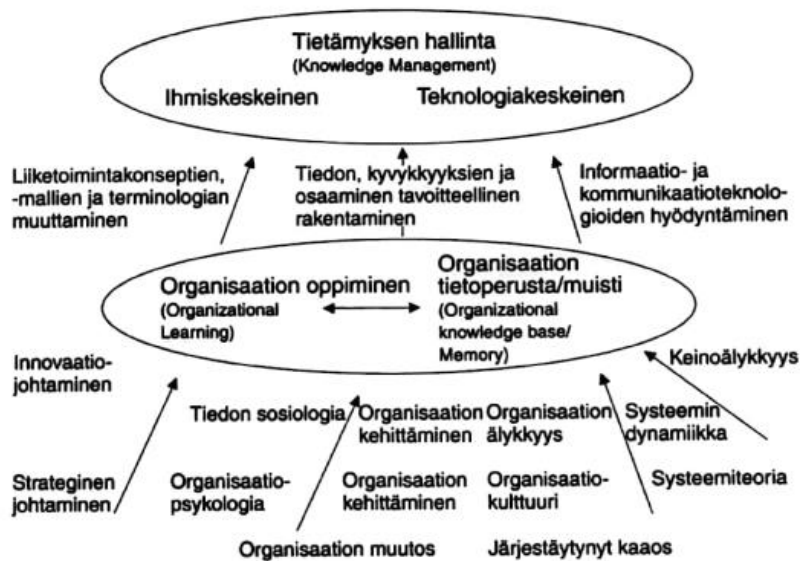 Tietämyksen hallinta
(Knowledge Management)
Ihmiskeskeinen
Teknologiakeskeinen
Liiketoimintakonseptien,
-mallien ja terminologian
muuttaminen
Tiedon, kyvykkyyksien ja
osaaminen tavoitteellinen
rakentaminen
Informaatio- ja
kommunikaatioteknolo-
gioiden hyödyntäminen
Organisaation oppiminen
(Organizational
Learning)
Organisaation
tietoperusta/muisti
(Organizational
knowledge base/
Memory)
Innovaatio-
johtaminen
Keinoälykkyys
Tiedon sosiologia
Organisaation
kehittäminen
Organisaation
älykkyys
Systeemin
dynamiikka
Strateginen
johtaminen
Organisaatio-
psykologia
Organisaation
kehittäminen
Organisaatio-
kulttuuri
Systeemiteoria
Organisaation muutos
Järjestäytynyt kaaos